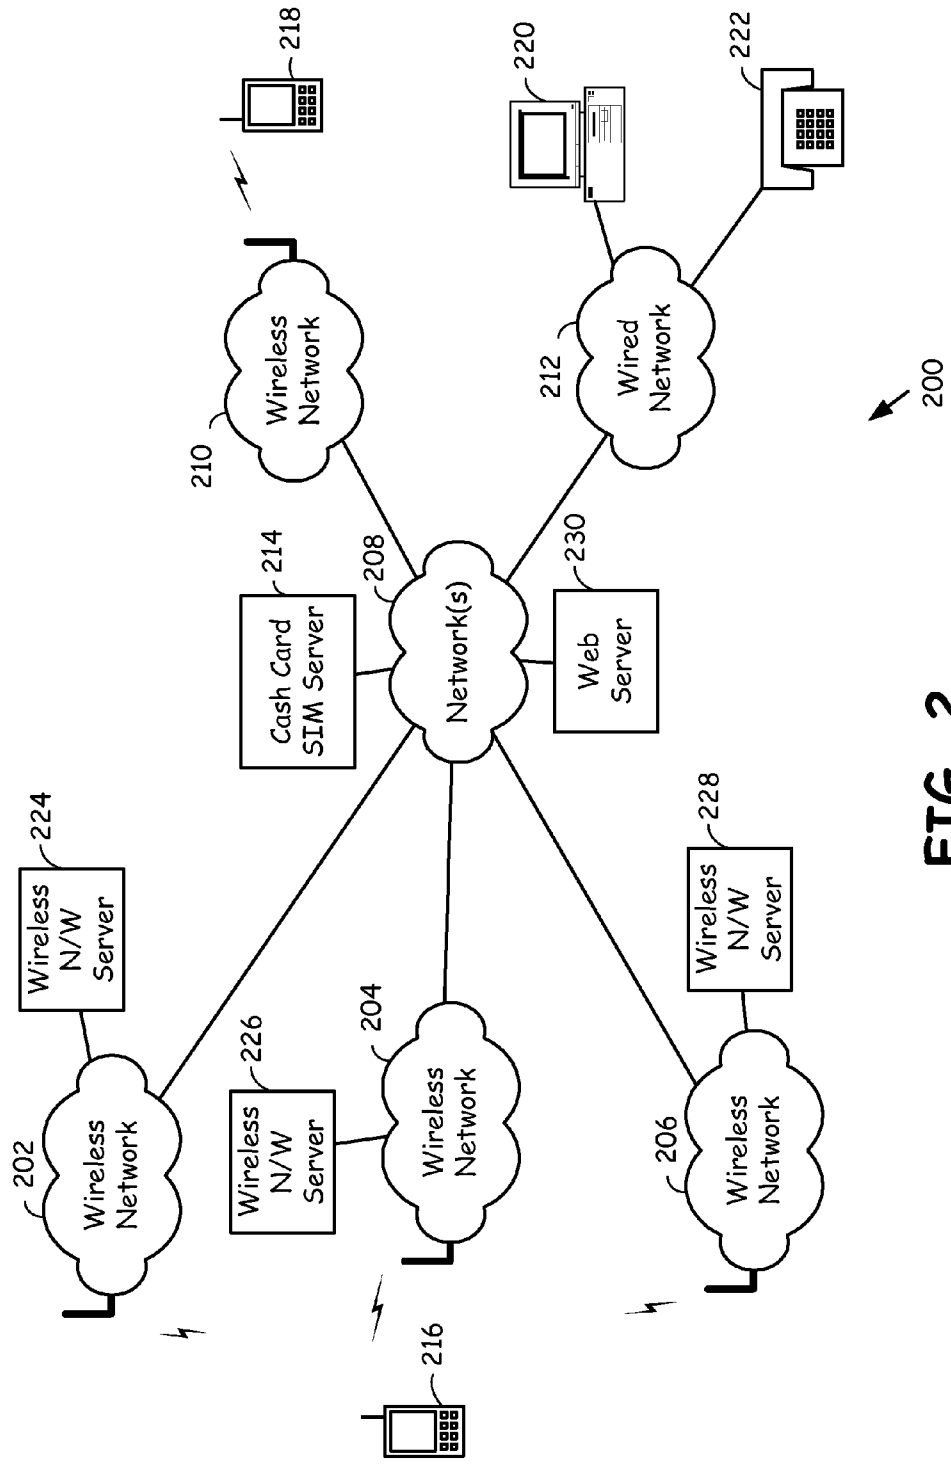 202
Wireless
Network
224
Wireless
N/W
Server
226
Wireless
N/W
Server
204
Wireless
Network
216
206
Wireless
Network
228
Wireless
N/W
Server
214
Cash Card
SIM Server
208
Network(s)
230
Web
Server
210
Wireless
Network
218
212
Wired
Network
220
222
200
FIG. 2